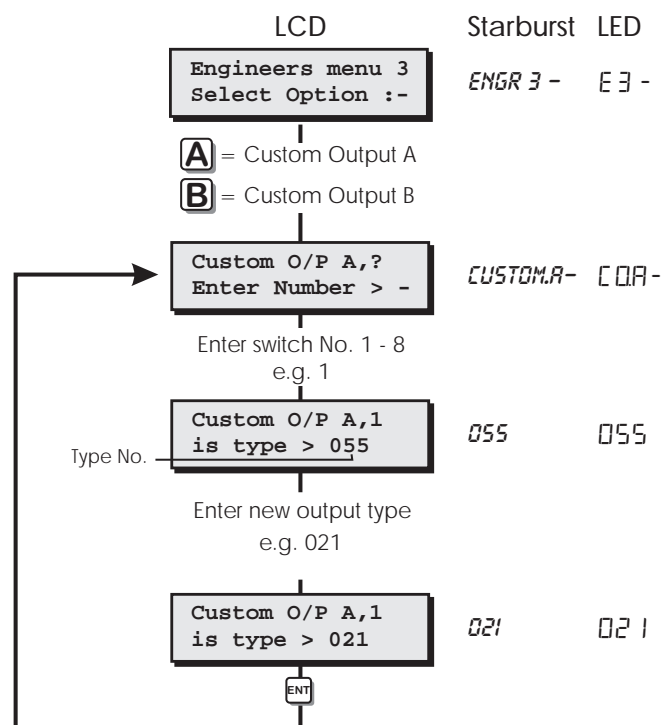 LCD Starburst LED
Engineers menu 3
Select Option :-
ENGR 3 - E 3 -
A = Custom Output A
B = Custom Output B
Custom O/P A,?
Enter Number > -
CUSTOM.A- CO.A-
Enter switch No. 1 - 8
e.g. 1
Custom O/P A,1
is type > 055
055 055
Type No.
Enter new output type
e.g. 021
Custom O/P A,1
is type > 021
021 021
ENT